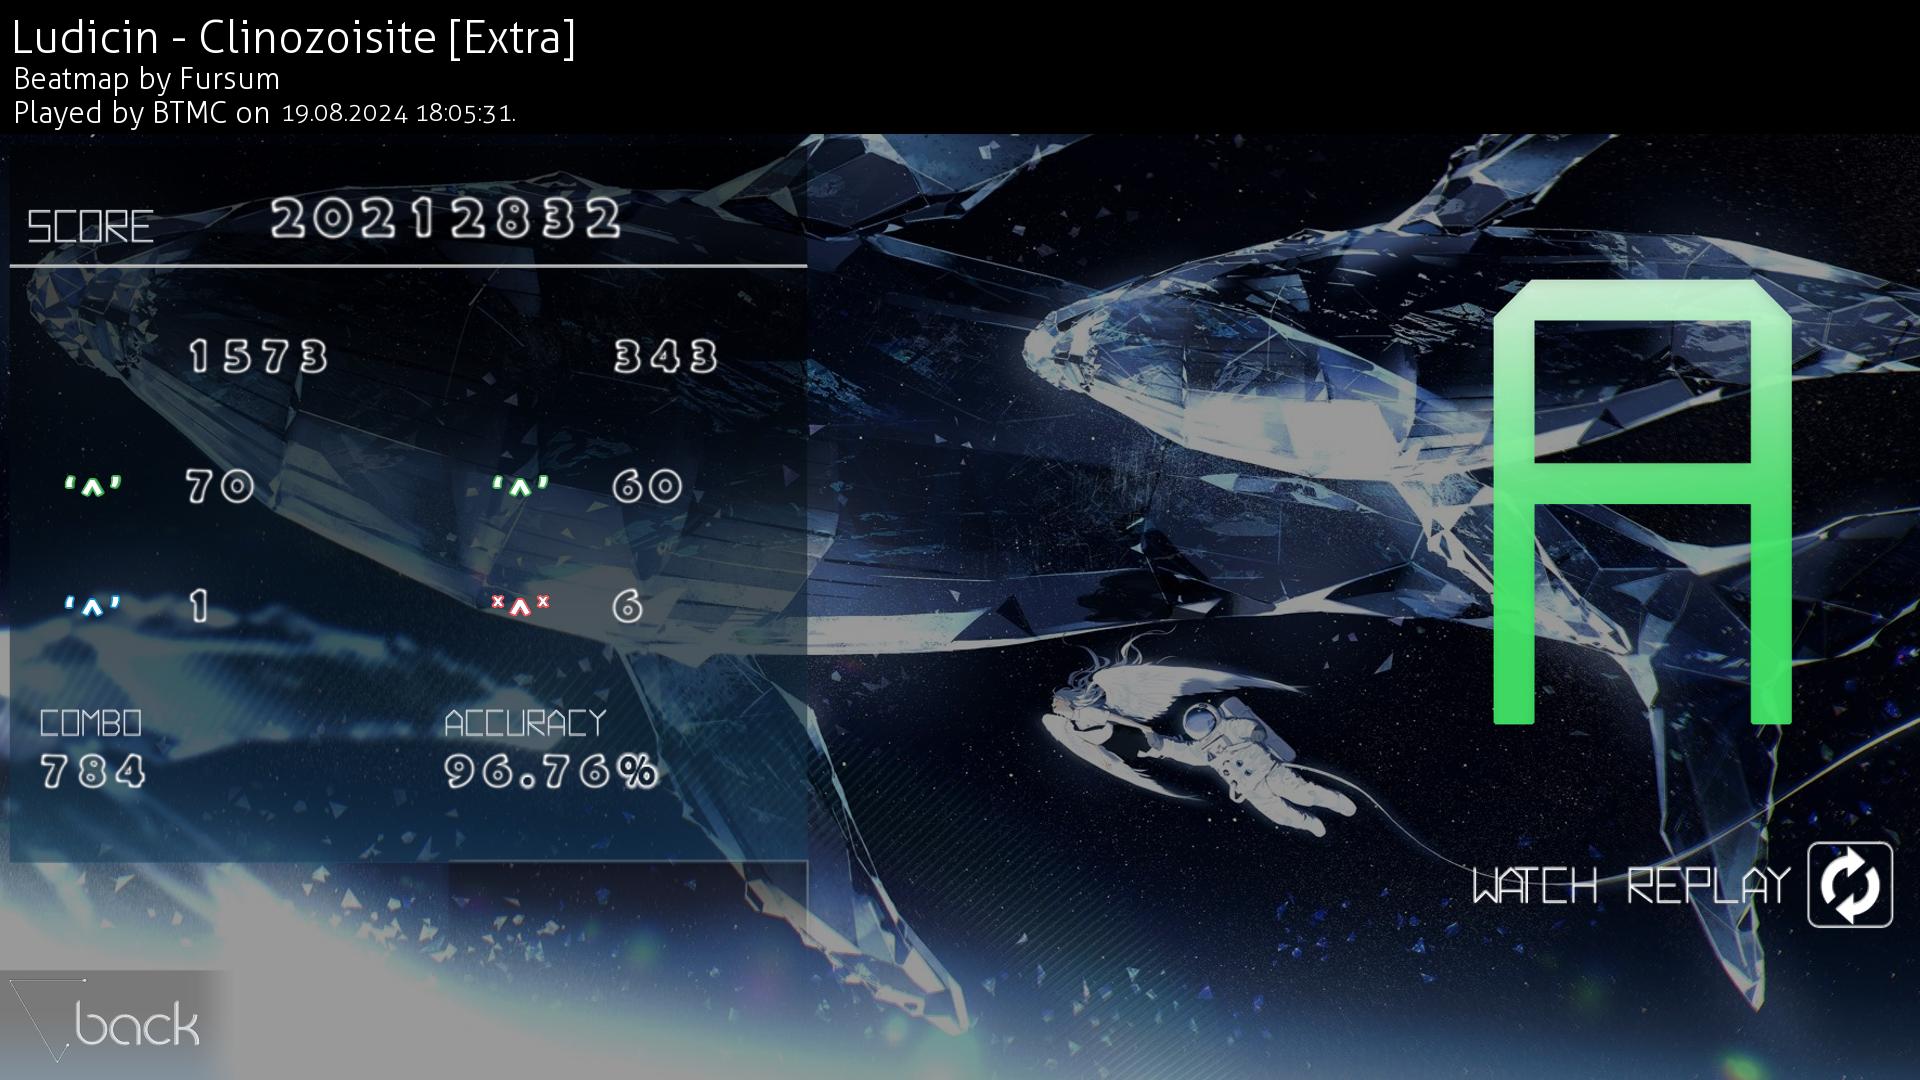 Ludicin - Clinozoisite [Extra]
Beatmap by Fursum
Played by BTMC on 19.08.2024 18:05:31.
SCORE 20212832
1573 343
'^' 70 '^' 60
'^' 1 x^x 6
COMBO ACCURACY
784 96.76%
A
WATCH REPLAY
back